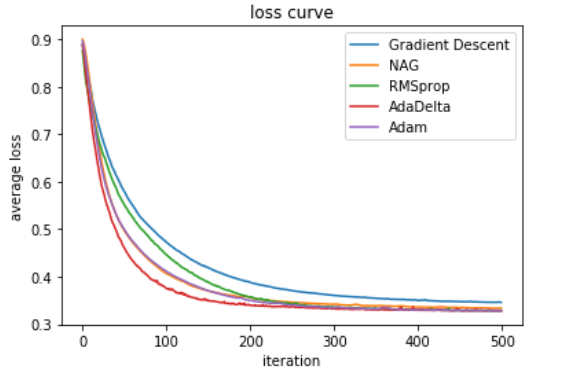 loss curve
0.9
0.8
0.7
0.6
0.5
0.4
0.3
average loss
Gradient Descent
NAG
RMSprop
AdaDelta
Adam
0 100 200 300 400 500
iteration